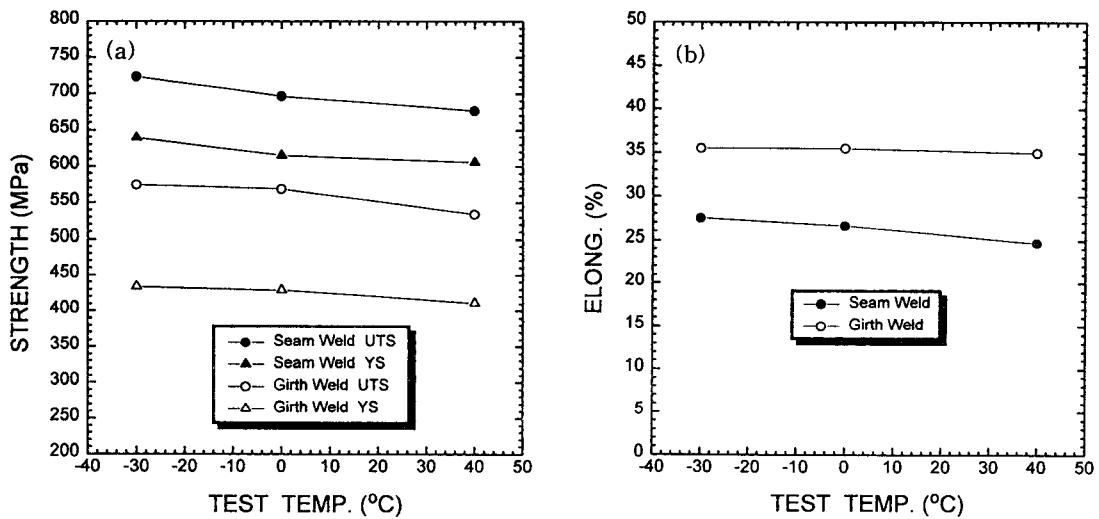 (a)
STRENGTH (MPa)
800
750
700
650
600
550
500
450
400
350
300
250
200
-40 -30 -20 -10 0 10 20 30 40 50
TEST TEMP. (°C)
Seam Weld UTS
Seam Weld YS
Girth Weld UTS
Girth Weld YS
(b)
ELONG. (%)
50
45
40
35
30
25
20
15
10
5
0
-40 -30 -20 -10 0 10 20 30 40 50
TEST TEMP. (°C)
Seam Weld
Girth Weld